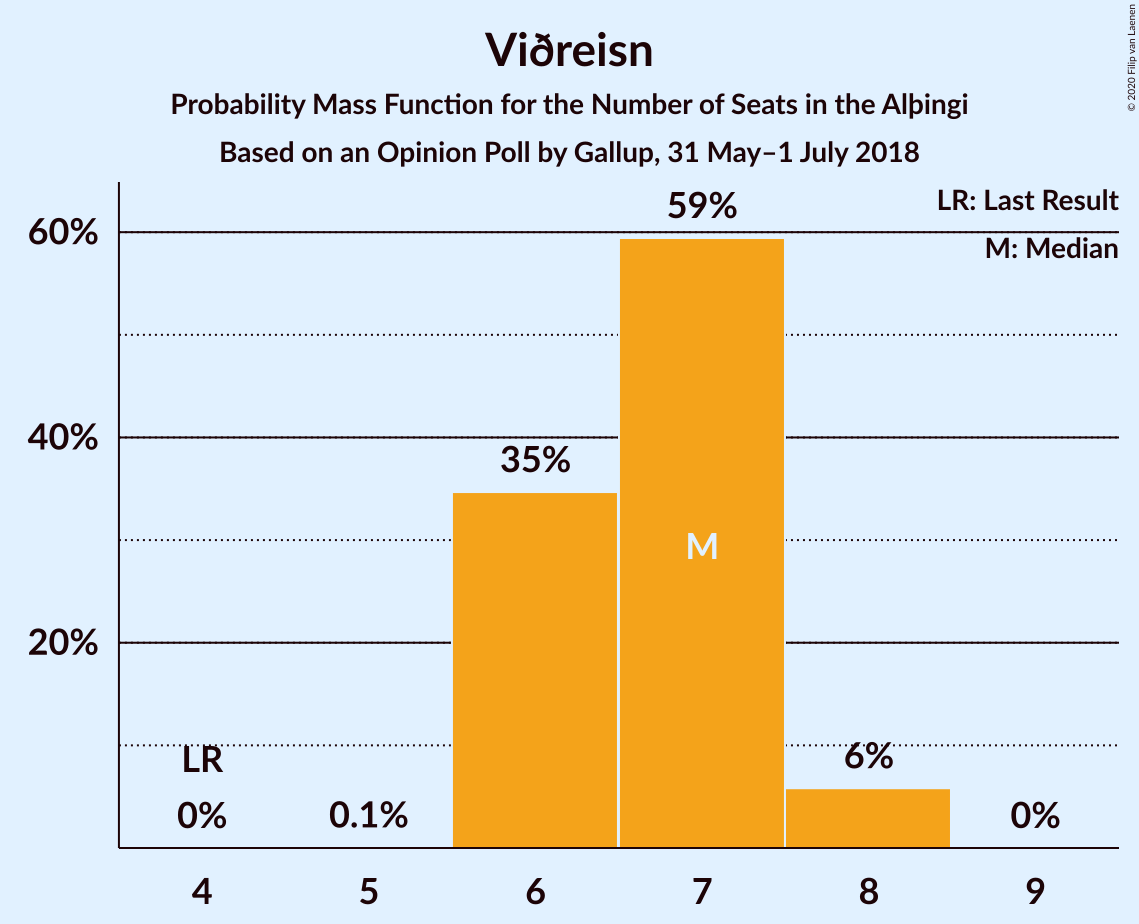 Viðreisn
Probability Mass Function for the Number of Seats in the Alþingi
Based on an Opinion Poll by Gallup, 31 May–1 July 2018
© 2020 Filip van Laenen
LR: Last Result
M: Median
60%
40%
20%
59%
35%
M
LR
0%
0.1%
6%
0%
4
5
6
7
8
9